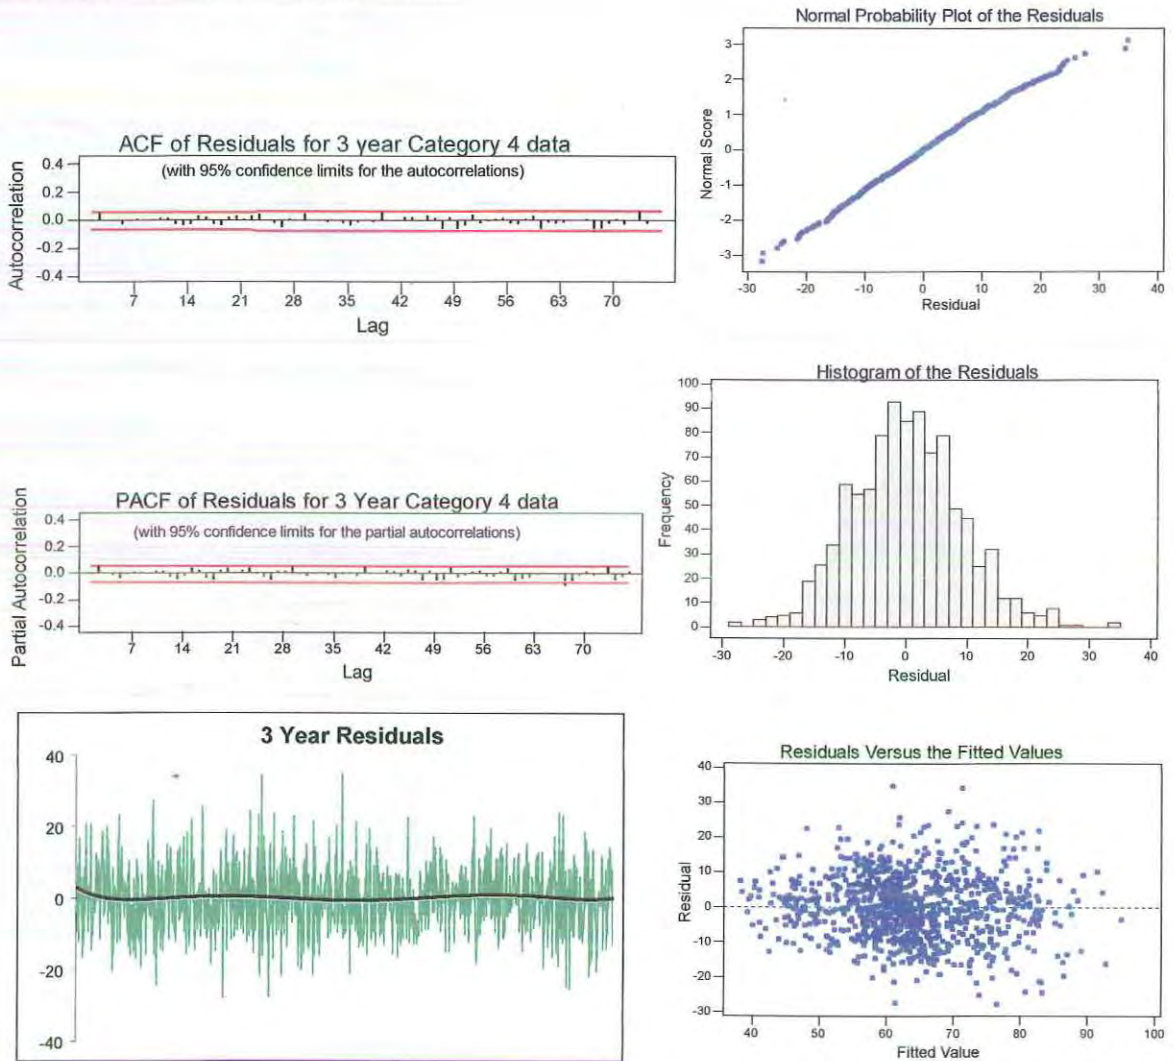 Normal Probability Plot of the Residuals
3
2
1
0
-1
-2
-3
Normal Score
-30 -20 -10 0 10 20 30 40
Residual
ACF of Residuals for 3 year Category 4 data
(with 95% confidence limits for the autocorrelations)
0.4
0.2
0.0
-0.2
-0.4
Autocorrelation
7 14 21 28 35 42 49 56 63 70
Lag
Histogram of the Residuals
100
90
80
70
60
50
40
30
20
10
0
Frequency
-30 -20 -10 0 10 20 30 40
Residual
PACF of Residuals for 3 Year Category 4 data
(with 95% confidence limits for the partial autocorrelations)
0.4
0.2
0.0
-0.2
-0.4
Partial Autocorrelation
7 14 21 28 35 42 49 56 63 70
Lag
3 Year Residuals
40
20
0
-20
-40
Residuals Versus the Fitted Values
40
30
20
10
0
-10
-20
-30
Residual
40 50 60 70 80 90 100
Fitted Value